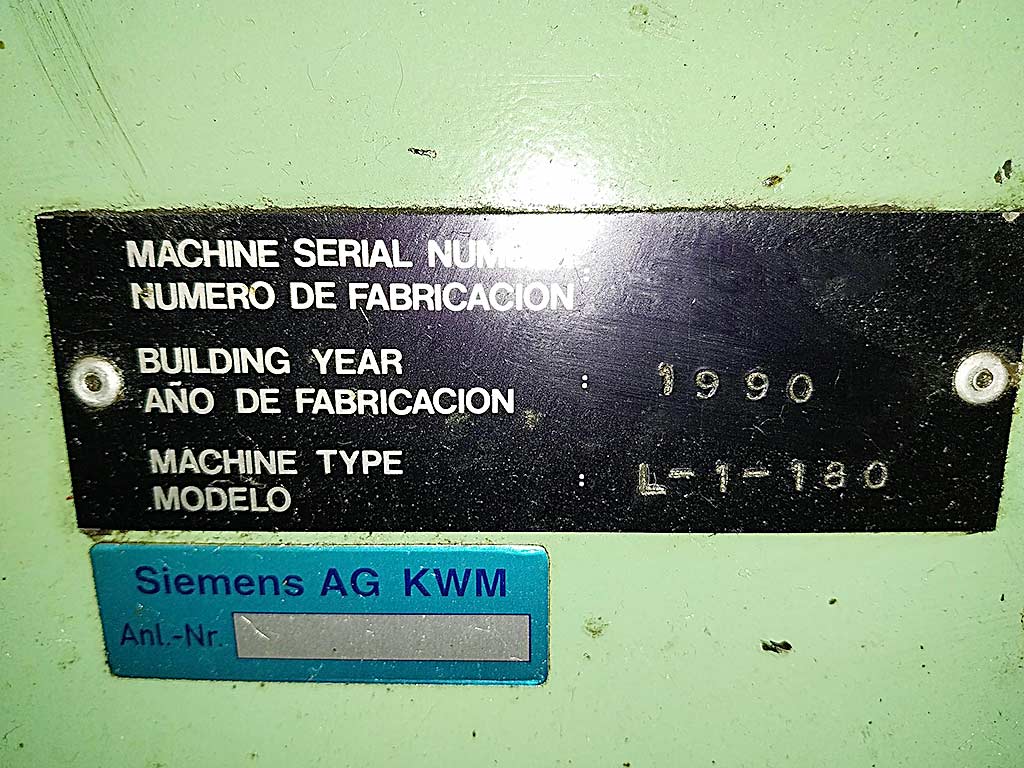 MACHINE SERIAL NUMBER
NUMERO DE FABRICACION :
BUILDING YEAR
AÑO DE FABRICACION : 1990
MACHINE TYPE
MODELO : L-1-180
Siemens AG KWM
Anl.-Nr.